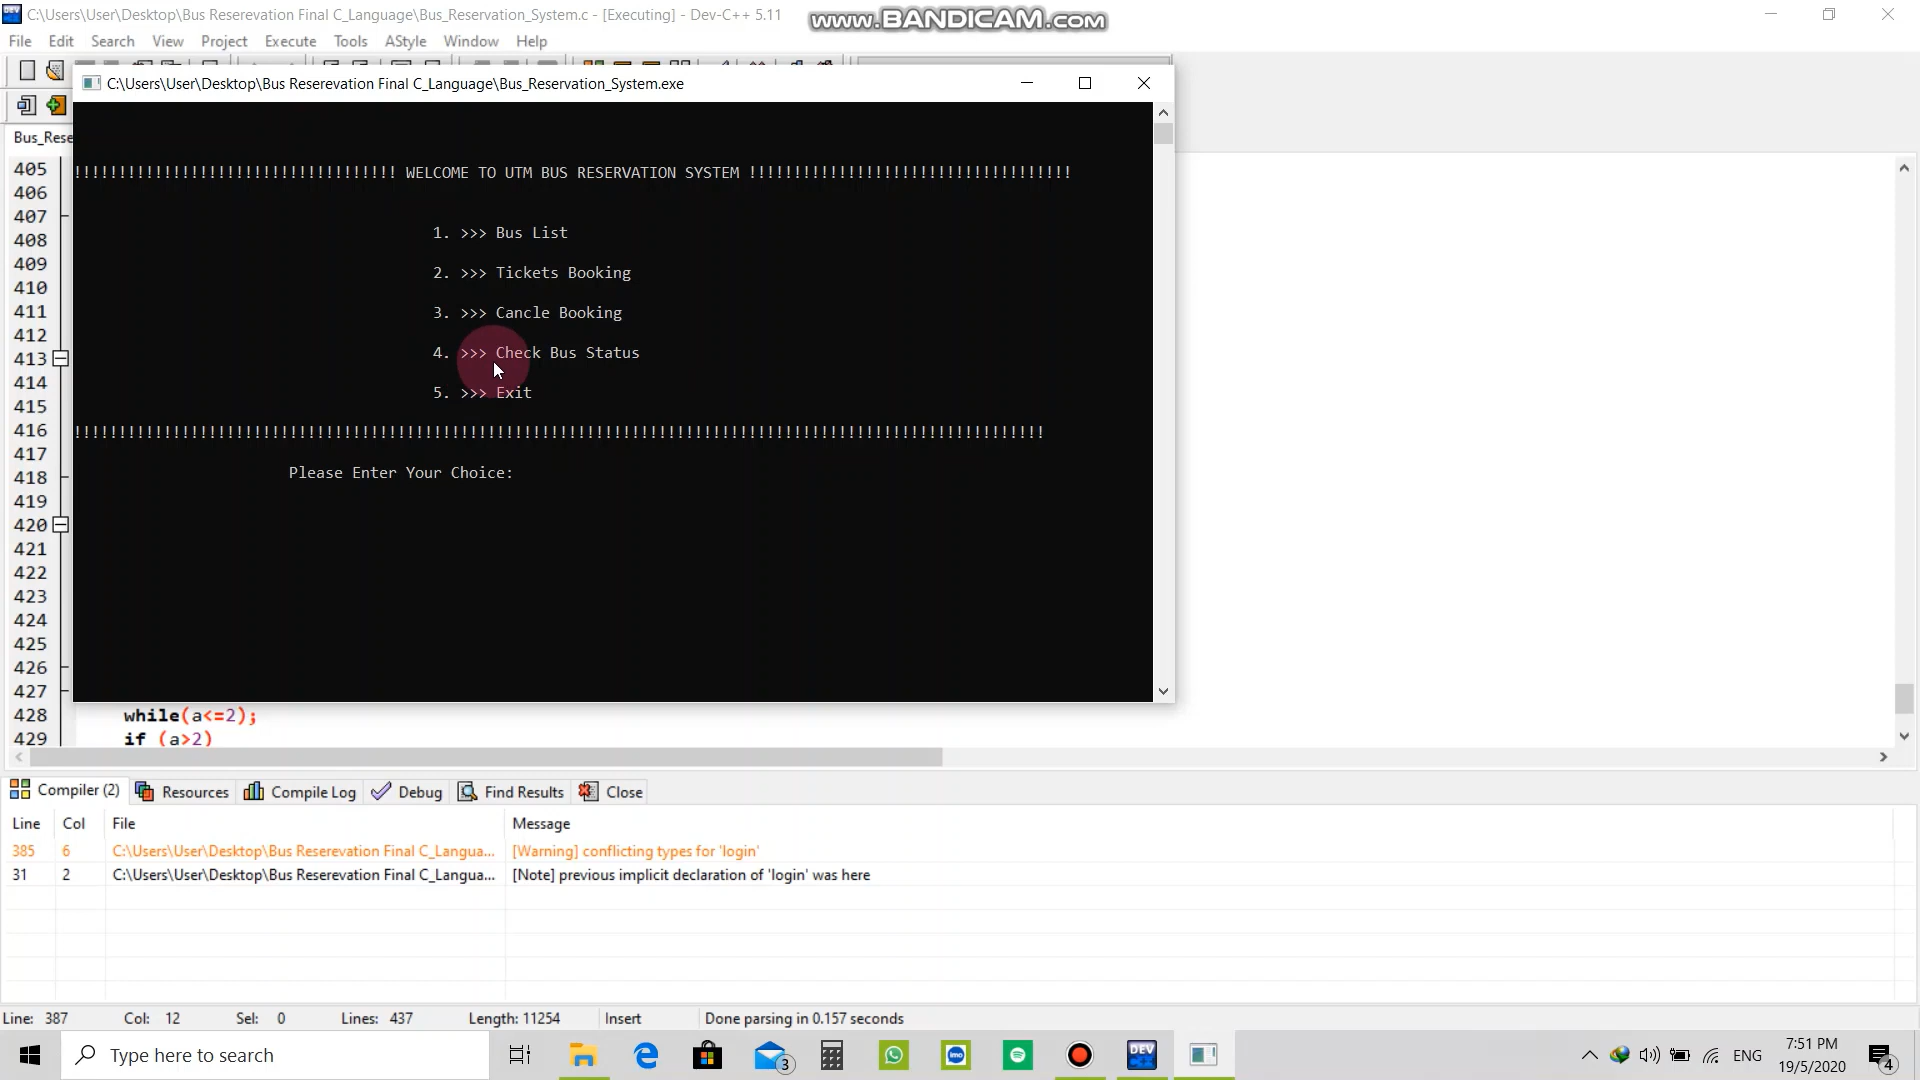 C:\Users\User\Desktop\Bus Reserevation Final C_Language\Bus_Reservation_System.c - [Executing] - Dev-C++ 5.11
www.BANDICAM.com
File Edit Search View Project Execute Tools AStyle Window Help
C:\Users\User\Desktop\Bus Reserevation Final C_Language\Bus_Reservation_System.exe
Bus_Rese
!!!!!!!!!!!!!!!!!!!!!!!!!!!!!!!!!!!! WELCOME TO UTM BUS RESERVATION SYSTEM !!!!!!!!!!!!!!!!!!!!!!!!!!!!!!!!!!!!
1. >>> Bus List
2. >>> Tickets Booking
3. >>> Cancle Booking
4. >>> Check Bus Status
5. >>> Exit
!!!!!!!!!!!!!!!!!!!!!!!!!!!!!!!!!!!!!!!!!!!!!!!!!!!!!!!!!!!!!!!!!!!!!!!!!!!!!!!!!!!!!!!!!!!!!!!!!!!!!!!!!!!!
Please Enter Your Choice:
405
406
407
408
409
410
411
412
413
414
415
416
417
418
419
420
421
422
423
424
425
426
427
428 while(a<=2);
429 if (a>2)
Compiler (2) Resources Compile Log Debug Find Results Close
Line Col File Message
385 6 C:\Users\User\Desktop\Bus Reserevation Final C_Langua... [Warning] conflicting types for 'login'
31 2 C:\Users\User\Desktop\Bus Reserevation Final C_Langua... [Note] previous implicit declaration of 'login' was here
Line: 387 Col: 12 Sel: 0 Lines: 437 Length: 11254 Insert Done parsing in 0.157 seconds
Type here to search
3
imo
DEV
ENG
7:51 PM
19/5/2020
4